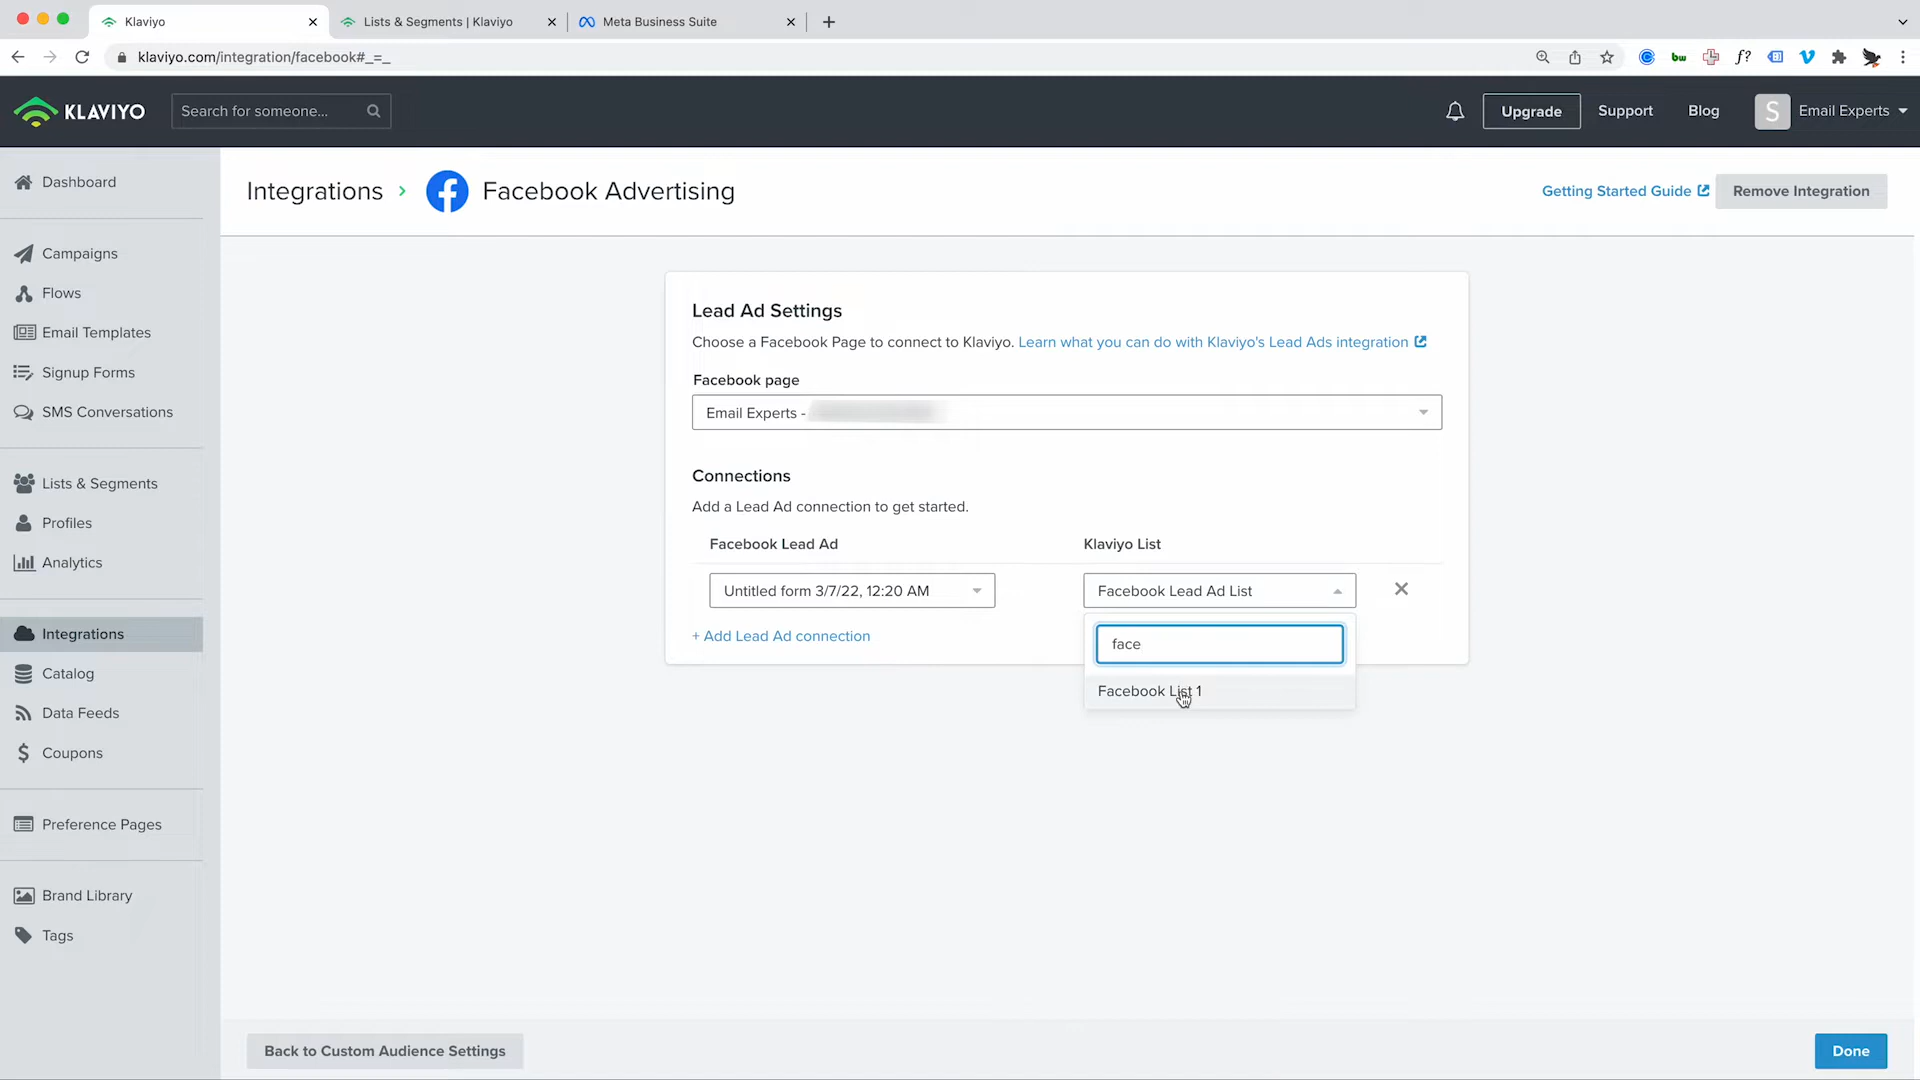 Klaviyo
Lists & Segments | Klaviyo
Meta Business Suite
klaviyo.com/integration/facebook#_=_
bw
f?
KLAVIYO
Search for someone...
Upgrade
Support
Blog
S
Email Experts
Dashboard
Campaigns
Flows
Email Templates
Signup Forms
SMS Conversations
Lists & Segments
Profiles
Analytics
Integrations
Catalog
Data Feeds
Coupons
Preference Pages
Brand Library
Tags
Integrations > Facebook Advertising
Getting Started Guide
Remove Integration
Lead Ad Settings
Choose a Facebook Page to connect to Klaviyo. Learn what you can do with Klaviyo's Lead Ads integration
Facebook page
Email Experts -
Connections
Add a Lead Ad connection to get started.
Facebook Lead Ad
Klaviyo List
Untitled form 3/7/22, 12:20 AM
Facebook Lead Ad List
+ Add Lead Ad connection
face
Facebook List 1
Back to Custom Audience Settings
Done